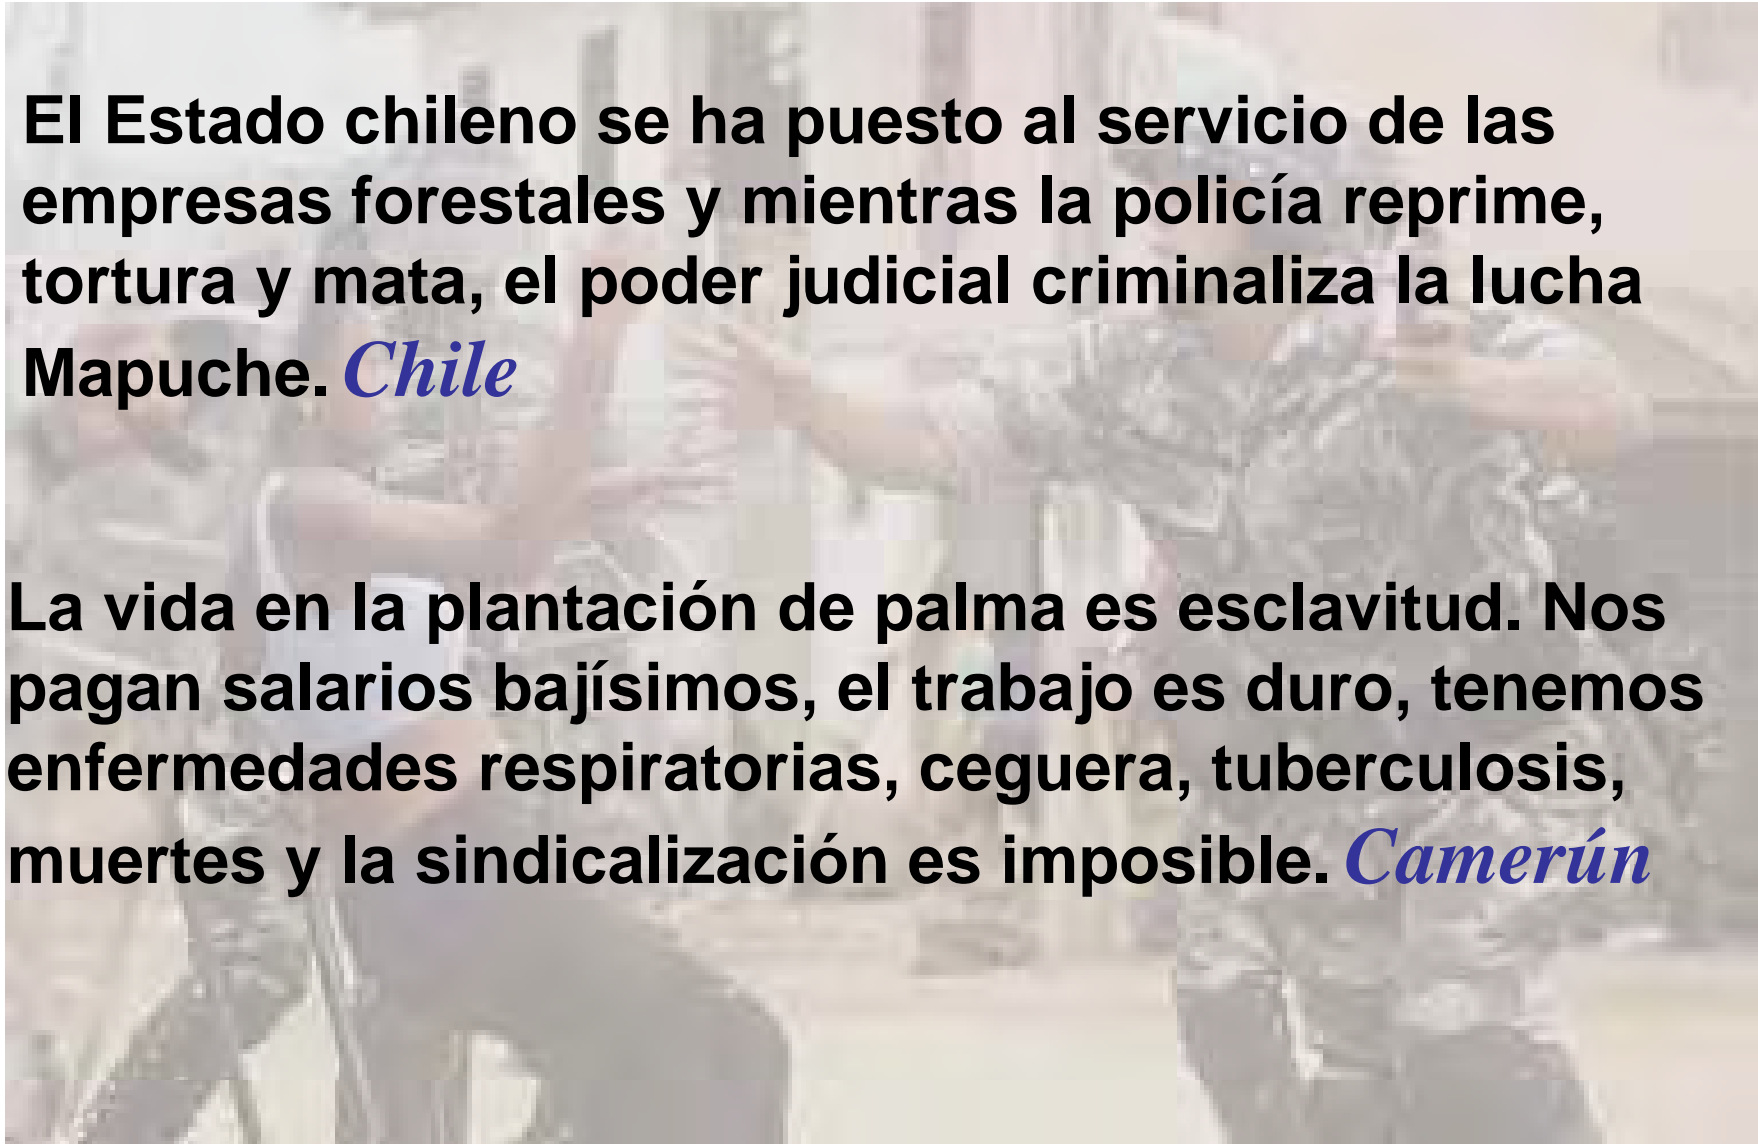 El Estado chileno se ha puesto al servicio de las
empresas forestales y mientras la policía reprime,
tortura y mata, el poder judicial criminaliza la lucha
Mapuche. Chile
La vida en la plantación de palma es esclavitud. Nos
pagan salarios bajísimos, el trabajo es duro, tenemos
enfermedades respiratorias, ceguera, tuberculosis,
muertes y la sindicalización es imposible. Camerún